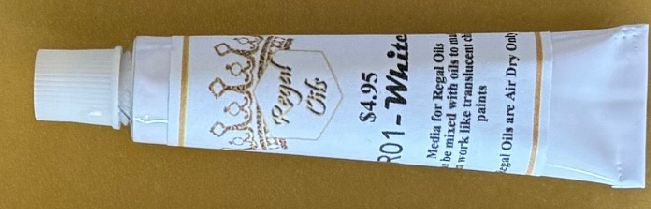 Regal
Oils
$4.95
R01-White
Media for Regal Oils
be mixed with oils to
work like translucent
paints
Oils are Air Dry Only